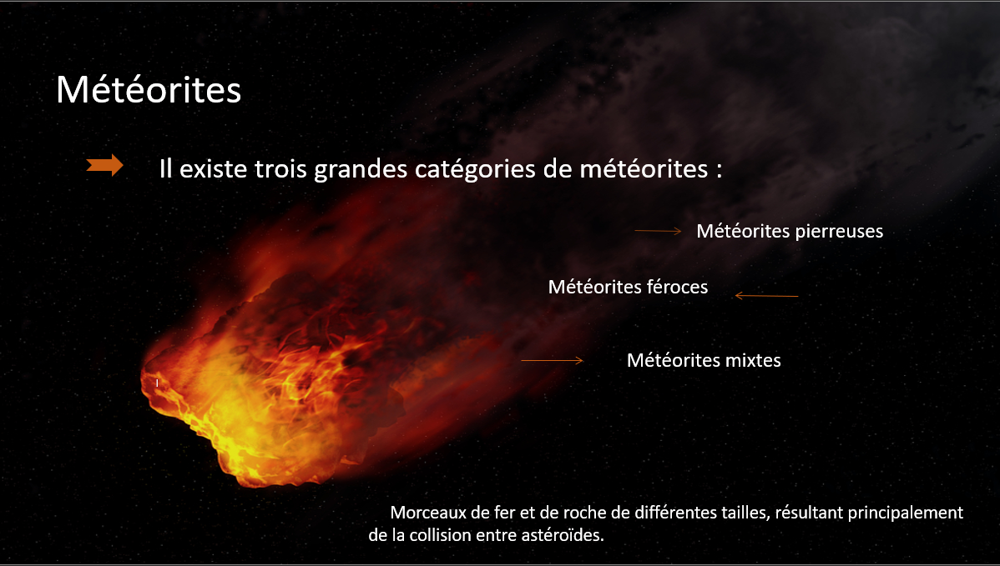 Météorites
Il existe trois grandes catégories de météorites :
Météorites pierreuses
Météorites féroces
Météorites mixtes
Morceaux de fer et de roche de différentes tailles, résultant principalement
de la collision entre astéroïdes.